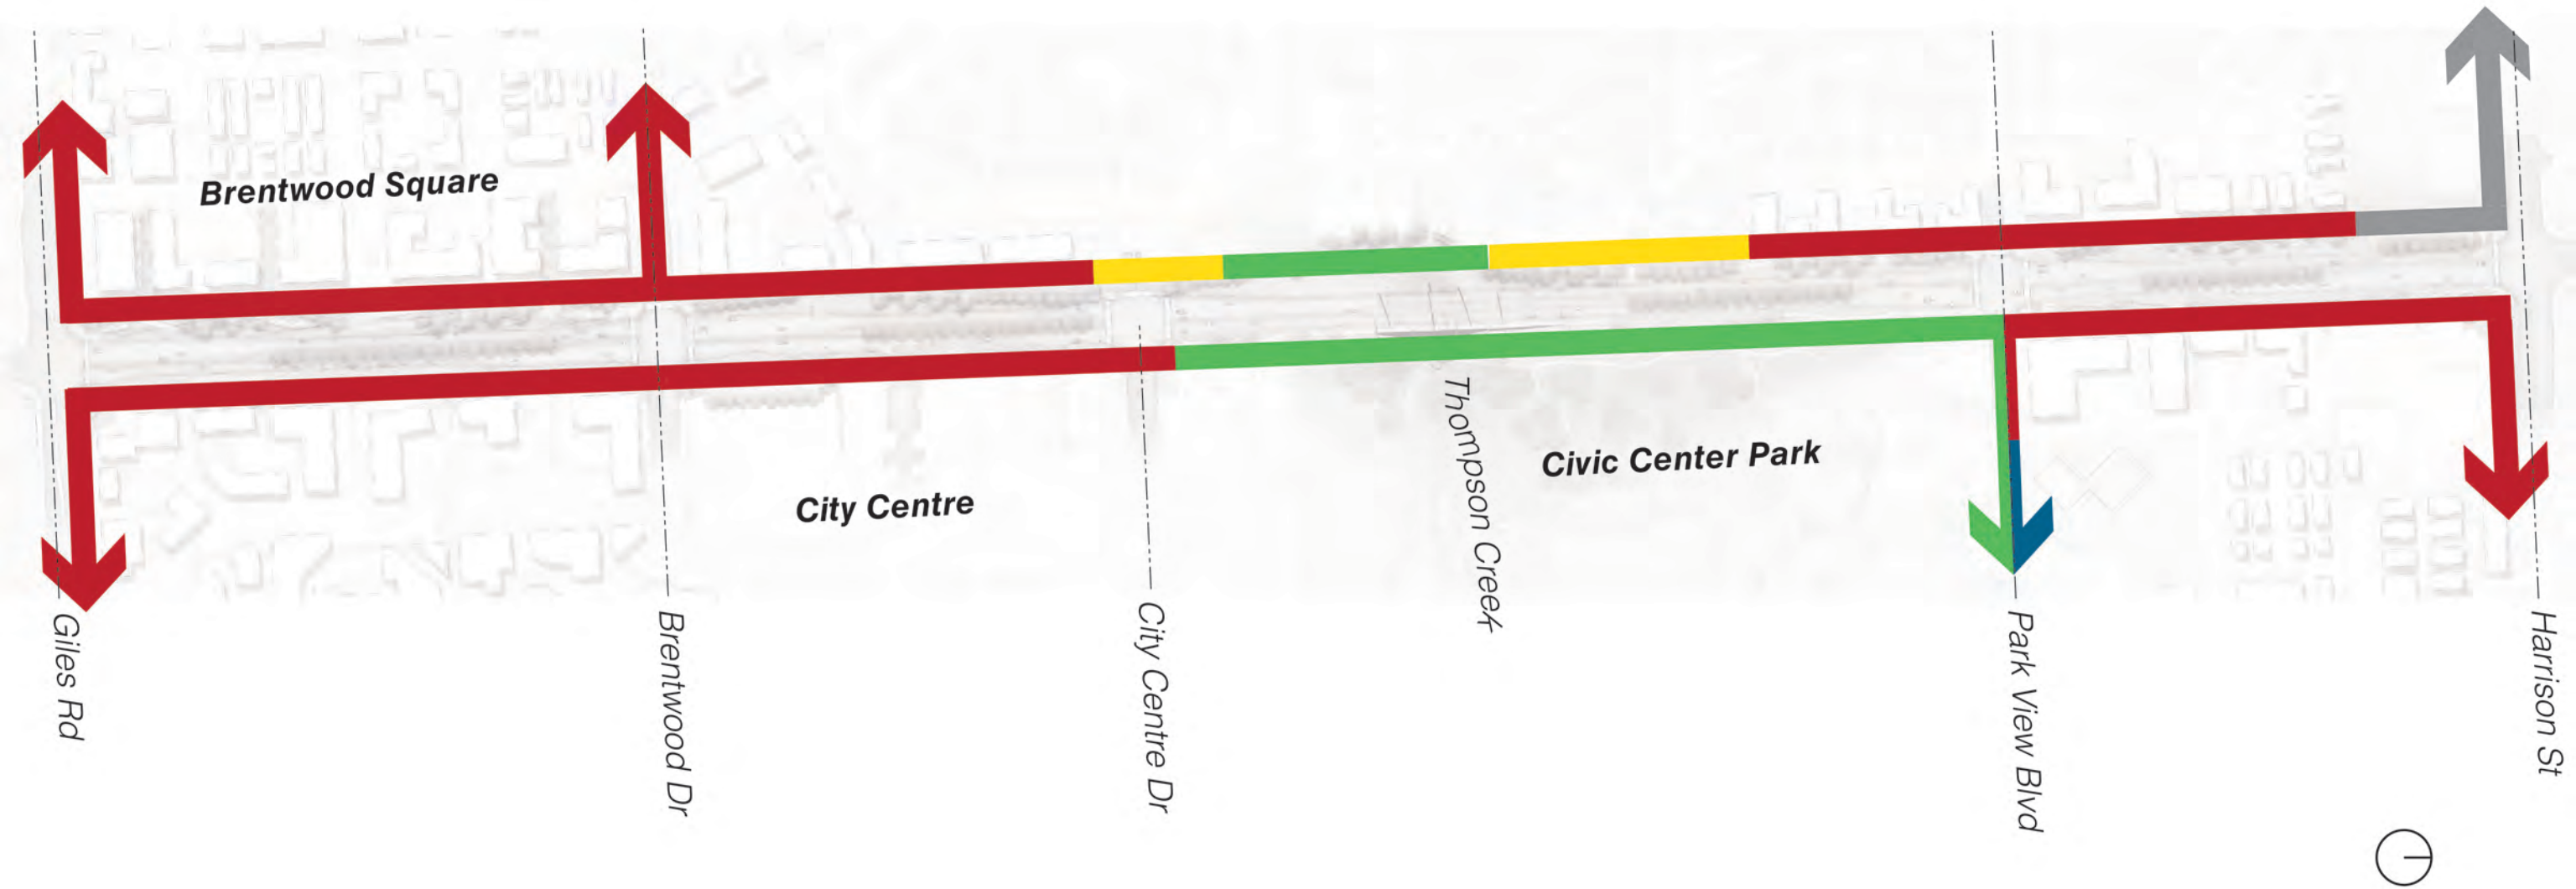 Brentwood Square
City Centre
Civic Center Park
Thompson Creek
Giles Rd
Brentwood Dr
City Centre Dr
Park View Blvd
Harrison St